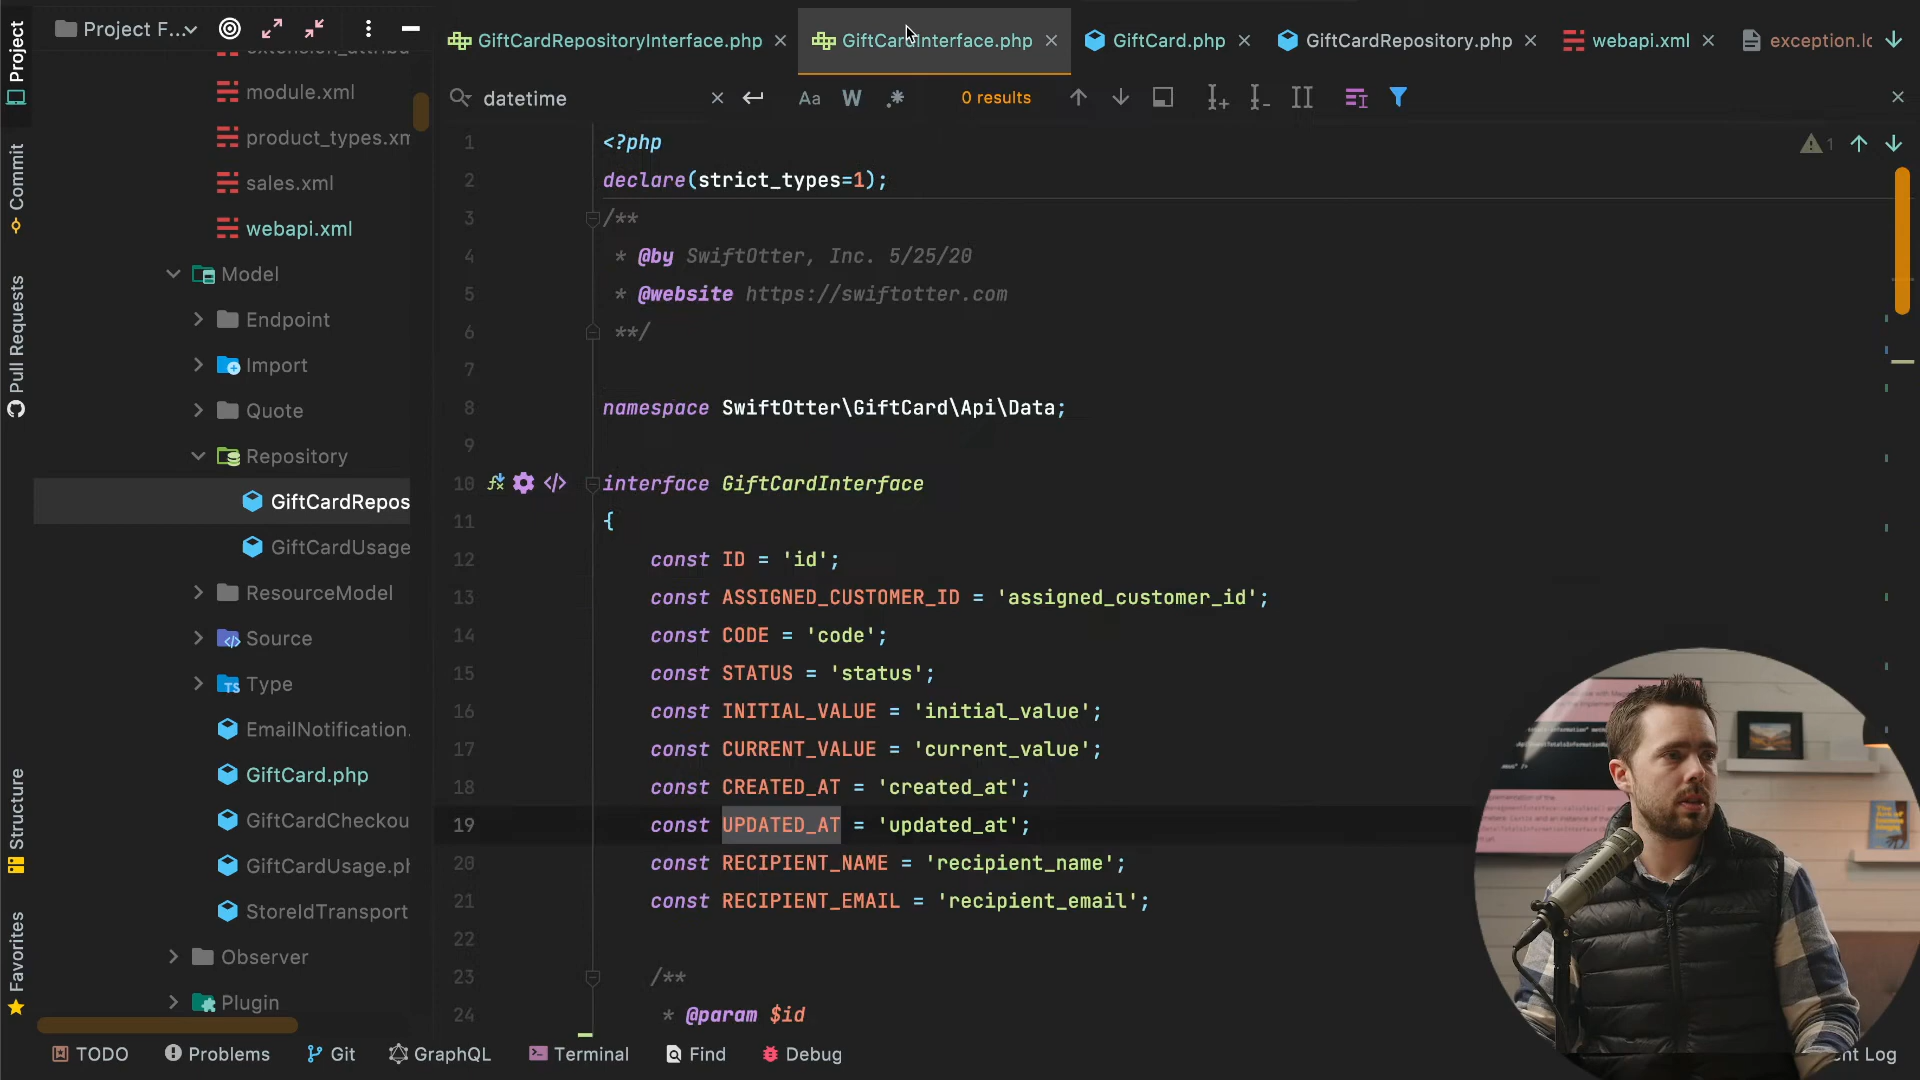 Project F...
GiftCardRepositoryInterface.php
GiftCardInterface.php
GiftCard.php
GiftCardRepository.php
webapi.xml
exception.lo
datetime
Aa
W
0 results
Project
Commit
Pull Requests
Structure
Favorites
module.xml
product_types.xm
sales.xml
webapi.xml
Model
Endpoint
Import
Quote
Repository
GiftCardRepos
GiftCardUsage
ResourceModel
Source
Type
EmailNotification.
GiftCard.php
GiftCardCheckou
GiftCardUsage.ph
StoreIdTransport
Observer
Plugin
1
1 <?php
2 declare(strict_types=1);
3 /**
4 * @by SwiftOtter, Inc. 5/25/20
5 * @website https://swiftotter.com
6 **/
7
8 namespace SwiftOtter\GiftCard\Api\Data;
9
10 interface GiftCardInterface
11 {
12 const ID = 'id';
13 const ASSIGNED_CUSTOMER_ID = 'assigned_customer_id';
14 const CODE = 'code';
15 const STATUS = 'status';
16 const INITIAL_VALUE = 'initial_value';
17 const CURRENT_VALUE = 'current_value';
18 const CREATED_AT = 'created_at';
19 const UPDATED_AT = 'updated_at';
20 const RECIPIENT_NAME = 'recipient_name';
21 const RECIPIENT_EMAIL = 'recipient_email';
22
23 /**
24 * @param $id
TODO
Problems
Git
GraphQL
Terminal
Find
Debug
nt Log